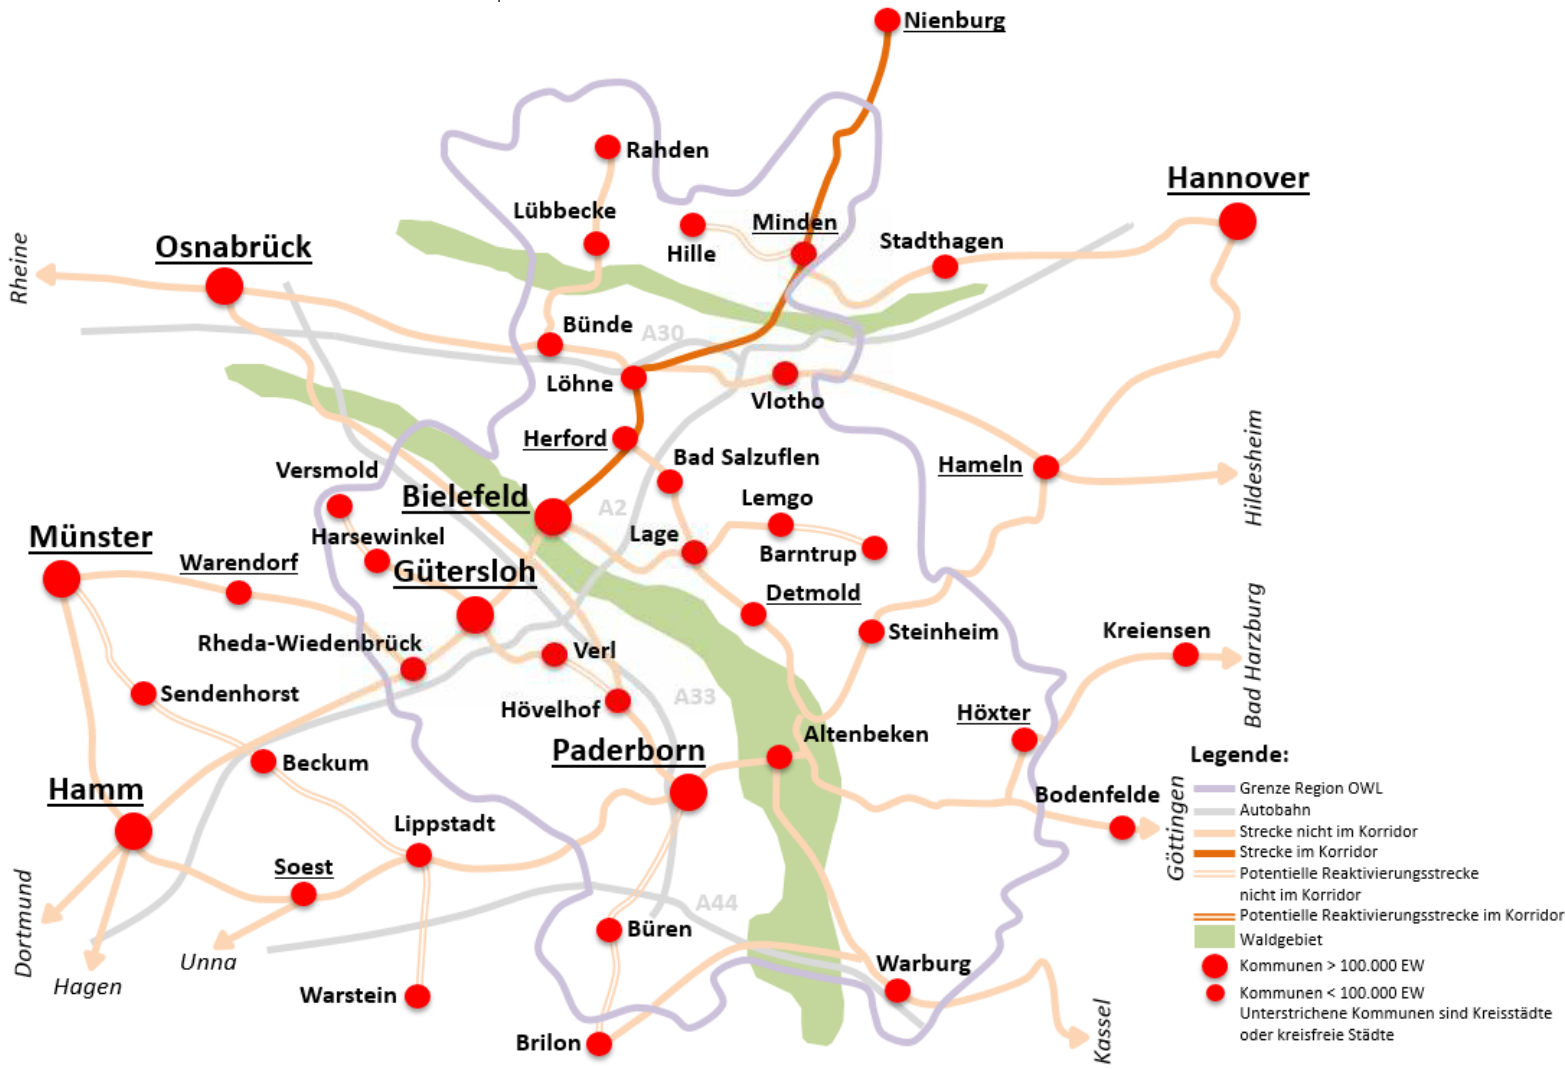 Nienburg
Rahden
Hannover
Lübbecke
Minden
Stadthagen
Hille
Osnabrück
Rheine
Bünde
A30
Löhne
Vlotho
Herford
Bad Salzuflen
Hameln
Hildesheim
Versmold
Bielefeld
Lemgo
A2
Münster
Harsewinkel
Lage
Barntrup
Warendorf
Gütersloh
Detmold
Steinheim
Kreiensen
Bad Harzburg
Rheda-Wiedenbrück
Verl
Sendenhorst
A33
Hövelhof
Höxter
Altenbeken
Paderborn
Beckum
Hamm
Bodenfelde
Göttingen
Lippstadt
Soest
A44
Dortmund
Büren
Hagen
Unna
Warburg
Warstein
Brilon
Kassel
Legende:
Grenze Region OWL
Autobahn
Strecke nicht im Korridor
Strecke im Korridor
Potentielle Reaktivierungsstrecke
nicht im Korridor
Potentielle Reaktivierungsstrecke im Korridor
Waldgebiet
Kommunen > 100.000 EW
Kommunen < 100.000 EW
Unterstrichene Kommunen sind Kreisstädte
oder kreisfreie Städte